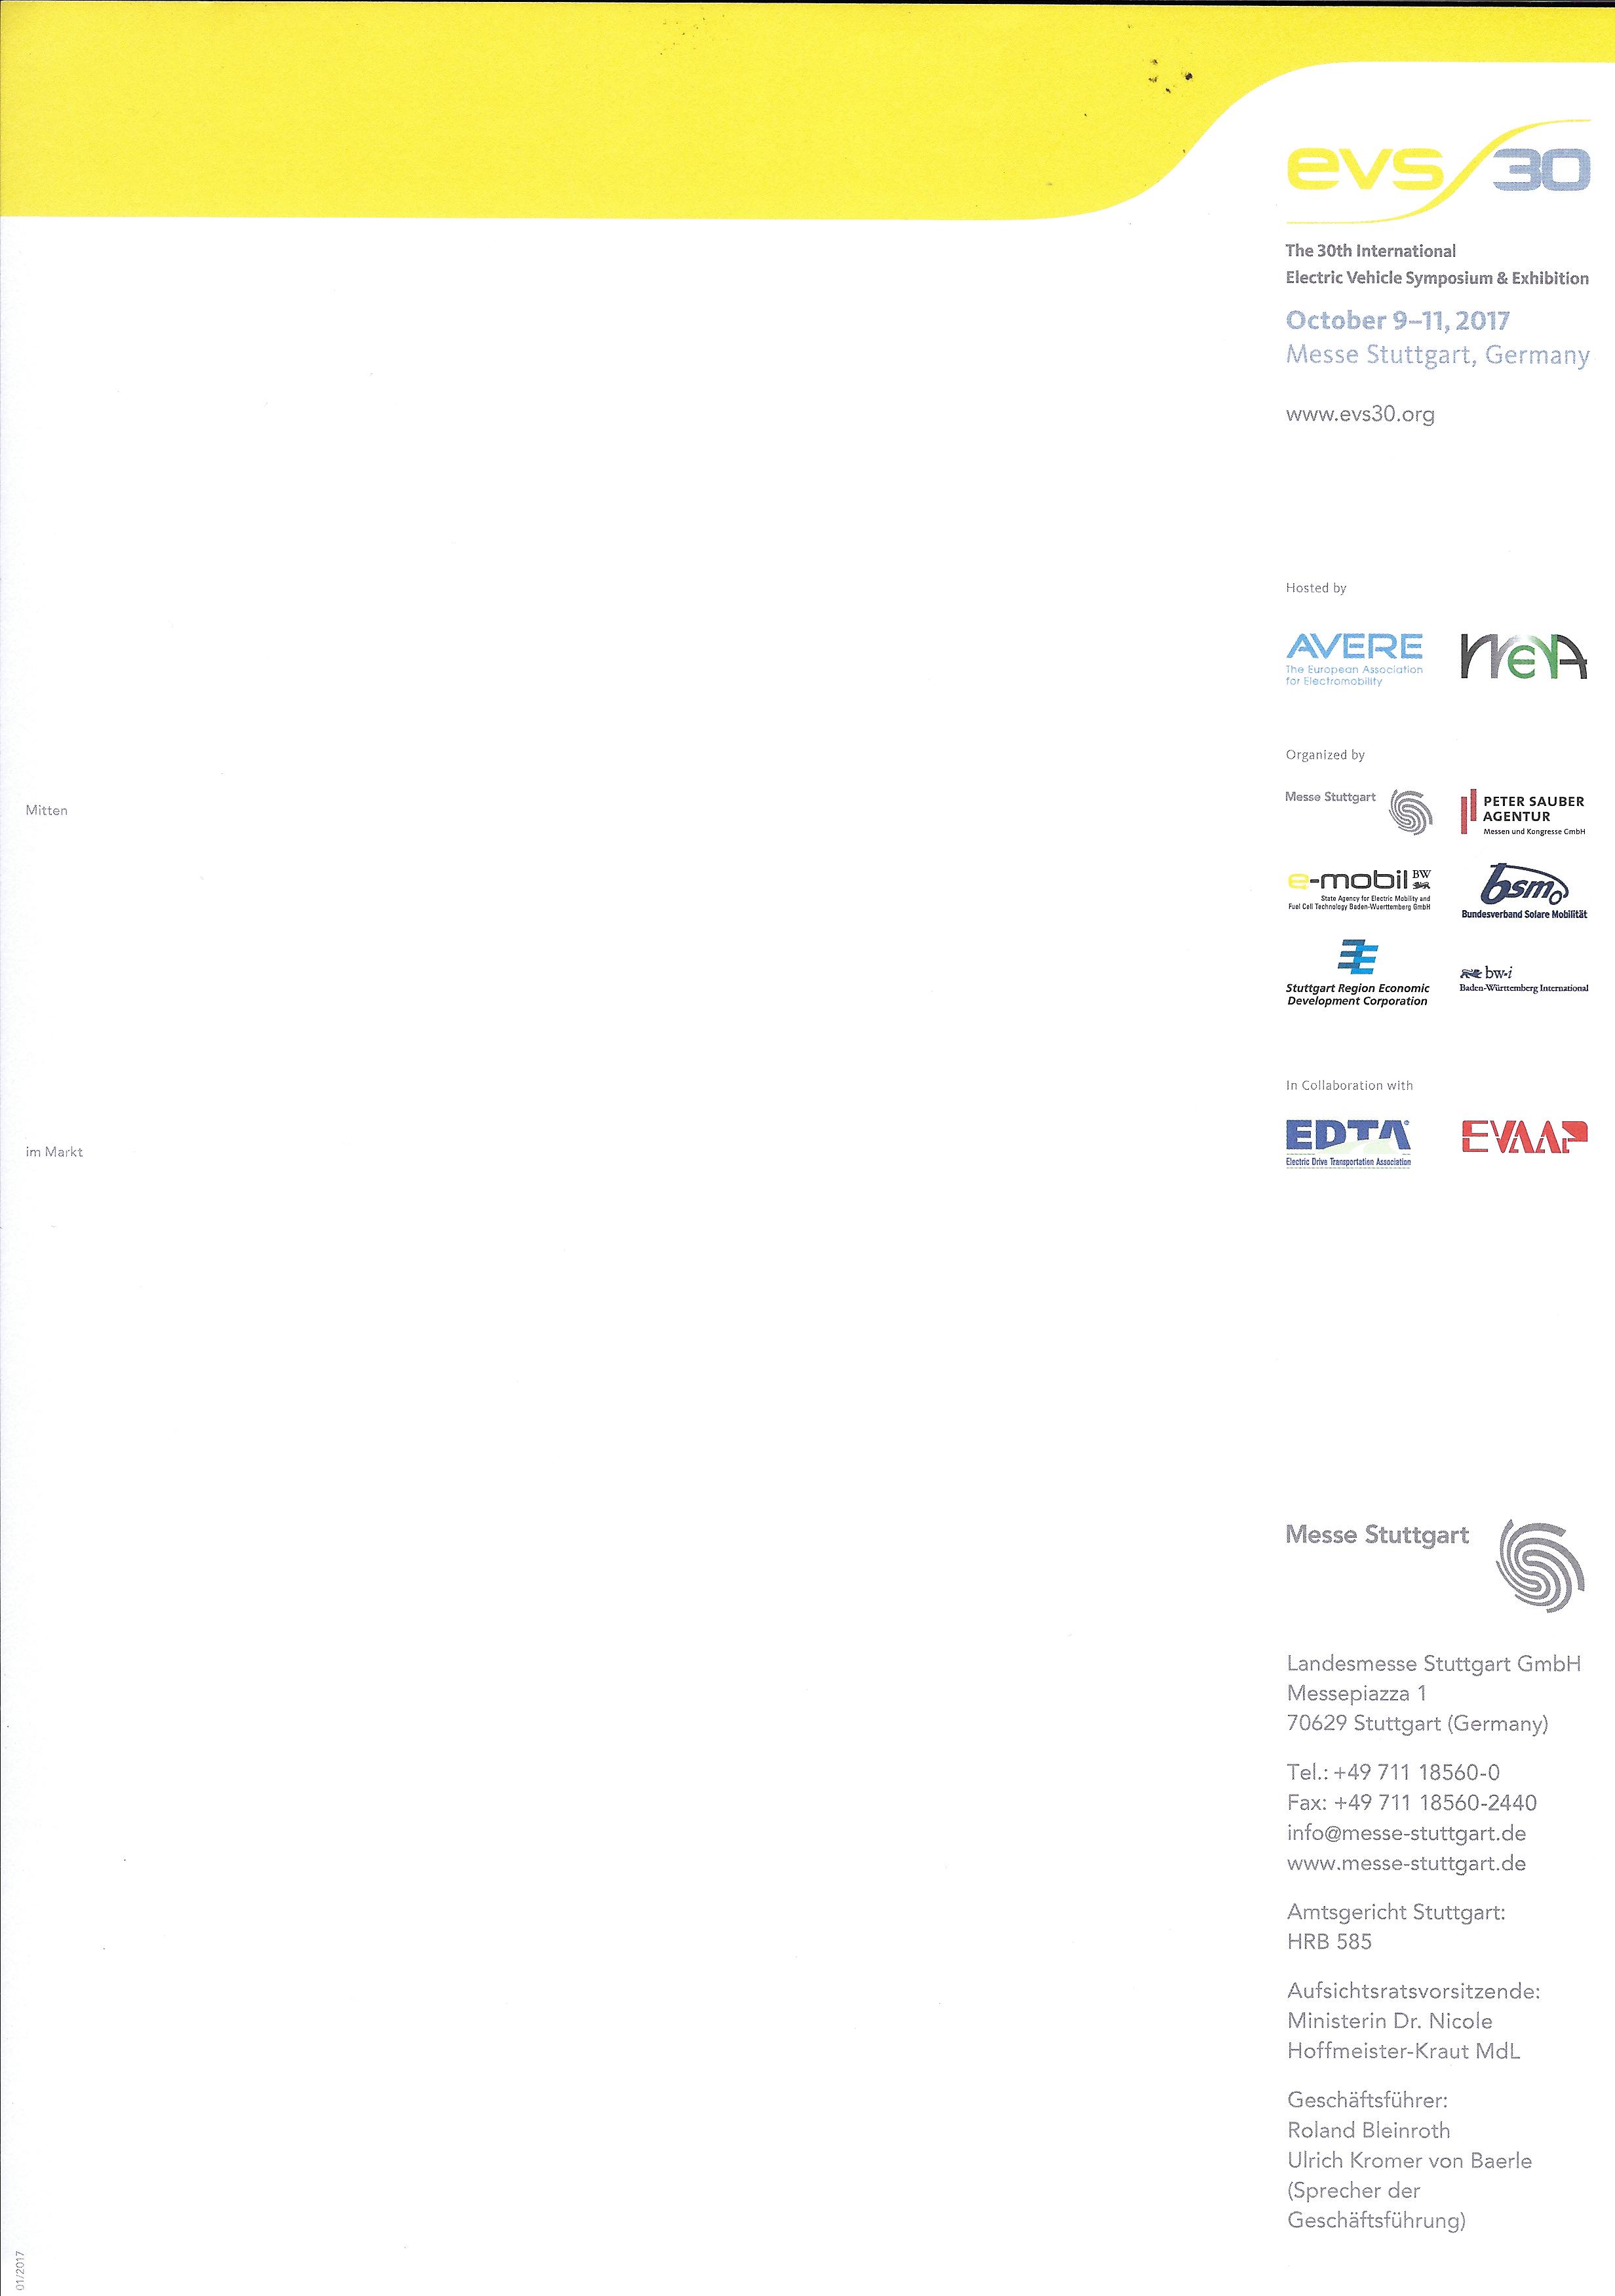 evs30
The 30th International
Electric Vehicle Symposium & Exhibition
October 9–11, 2017
Messe Stuttgart, Germany
www.evs30.org
Hosted by
AVERE
The European Association
for Electromobility
WEVA
Organized by
Messe Stuttgart
PETER SAUBER
AGENTUR
Messen und Kongresse GmbH
e-mobil BW
State Agency for Electric Mobility and
Fuel Cell Technology Baden-Wuerttemberg GmbH
bsm
Bundesverband Solare Mobilität
Stuttgart Region Economic
Development Corporation
bw-i
Baden-Württemberg International
Mitten
In Collaboration with
EDTA
Electric Drive Transportation Association
EVAAP
im Markt
Messe Stuttgart
Landesmesse Stuttgart GmbH
Messepiazza 1
70629 Stuttgart (Germany)
Tel.: +49 711 18560-0
Fax: +49 711 18560-2440
info@messe-stuttgart.de
www.messe-stuttgart.de
Amtsgericht Stuttgart:
HRB 585
Aufsichtsratsvorsitzende:
Ministerin Dr. Nicole
Hoffmeister-Kraut MdL
Geschäftsführer:
Roland Bleinroth
Ulrich Kromer von Baerle
(Sprecher der
Geschäftsführung)
01/2017